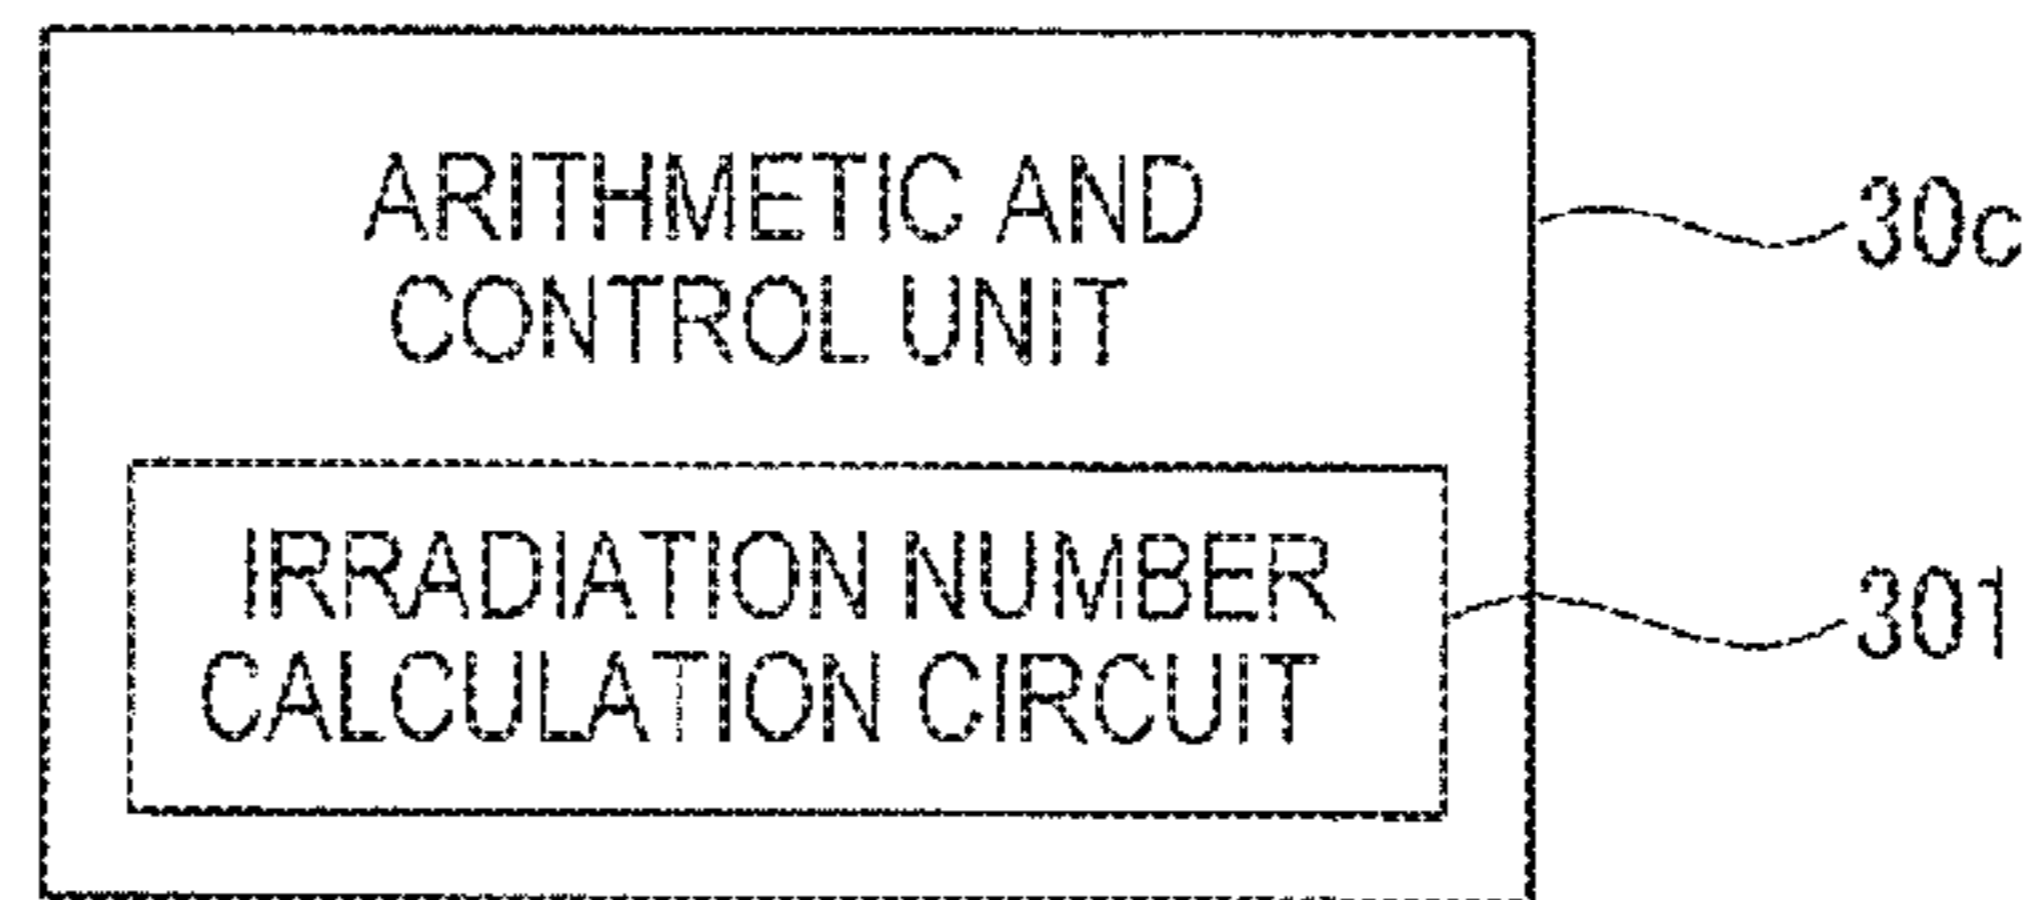 ARITHMETIC AND
CONTROL UNIT
30c
IRRADIATION NUMBER
CALCULATION CIRCUIT
301